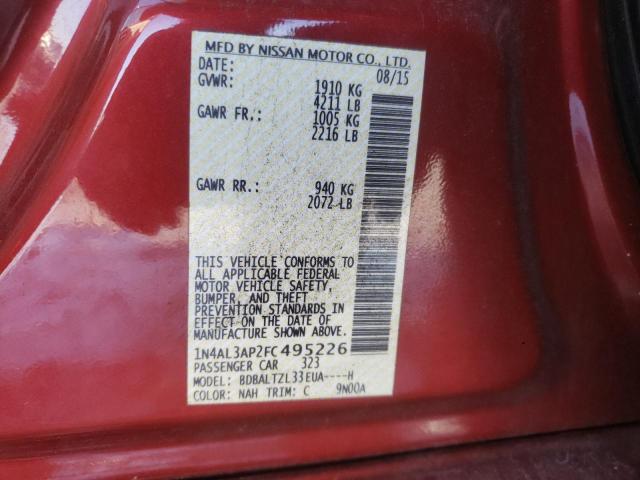 MFD BY NISSAN MOTOR CO., LTD.
DATE: 08/15
GVWR: 1910 KG
4211 LB
GAWR FR.: 1005 KG
2216 LB
GAWR RR.: 940 KG
2072 LB
THIS VEHICLE CONFORMS TO
ALL APPLICABLE FEDERAL
MOTOR VEHICLE SAFETY,
BUMPER, AND THEFT
PREVENTION STANDARDS IN
EFFECT ON THE DATE OF
MANUFACTURE SHOWN ABOVE.
1N4AL3AP2FC495226
PASSENGER CAR 323
MODEL: BDBALTZL33EUA----H
COLOR: NAH TRIM: C 9N00A